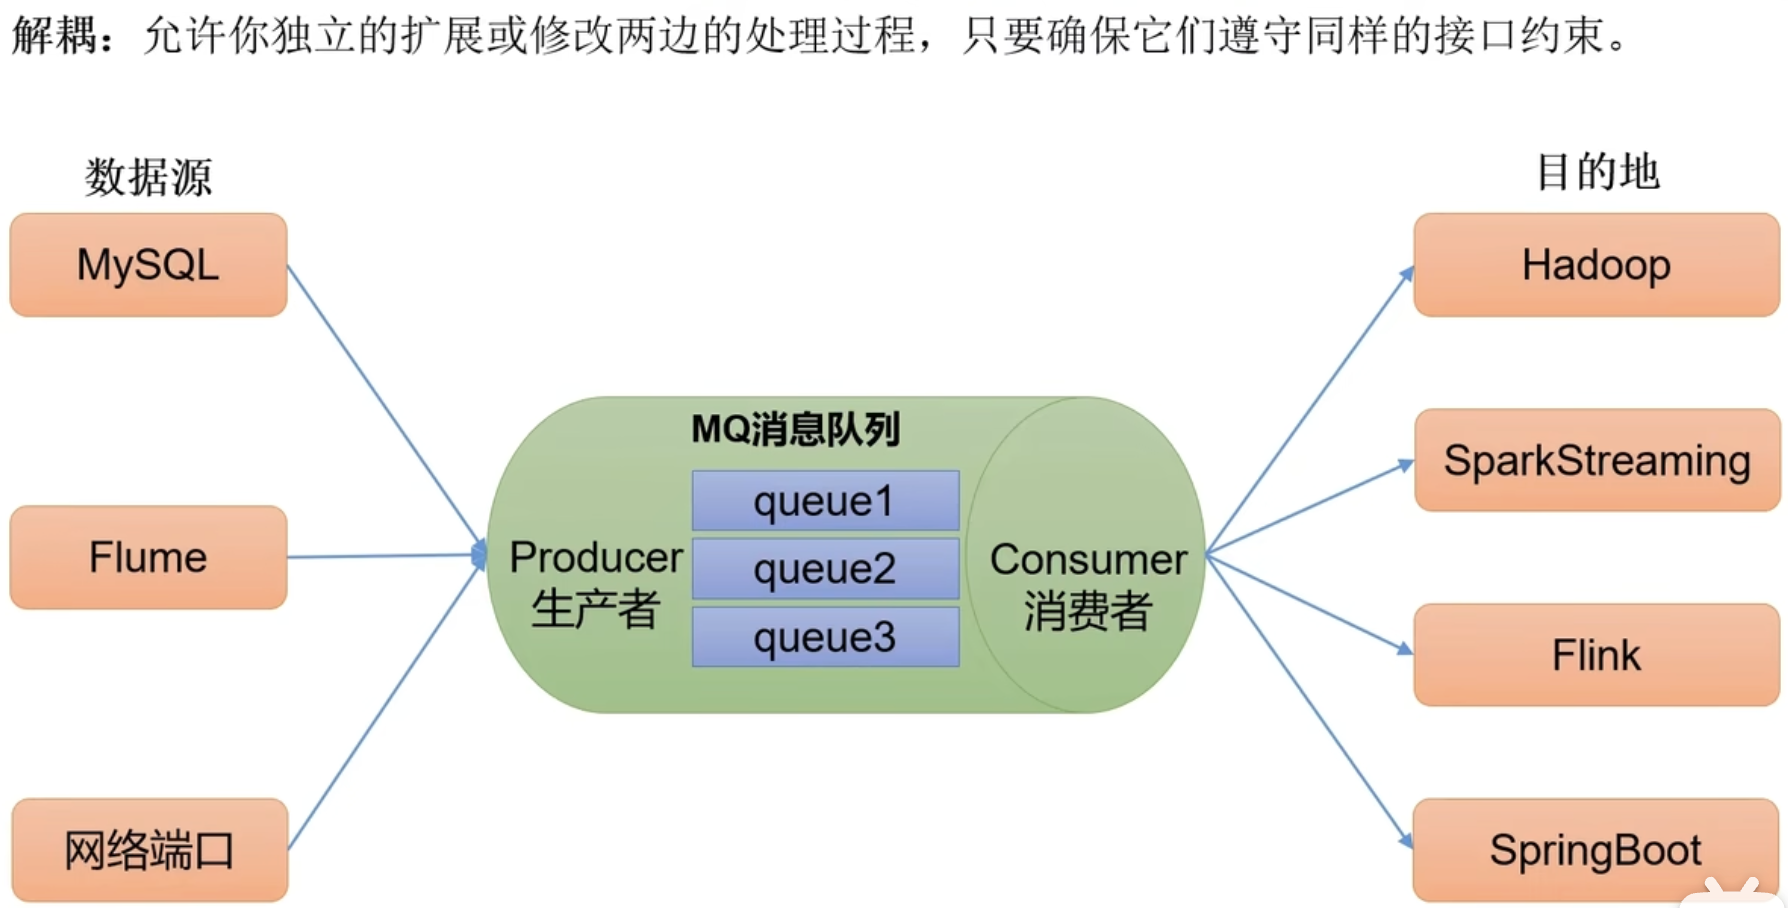 解耦：允许你独立的扩展或修改两边的处理过程，只要确保它们遵守同样的接口约束。
数据源
目的地
MySQL
Flume
网络端口
MQ消息队列
Producer
生产者
queue1
queue2
queue3
Consumer
消费者
Hadoop
SparkStreaming
Flink
SpringBoot